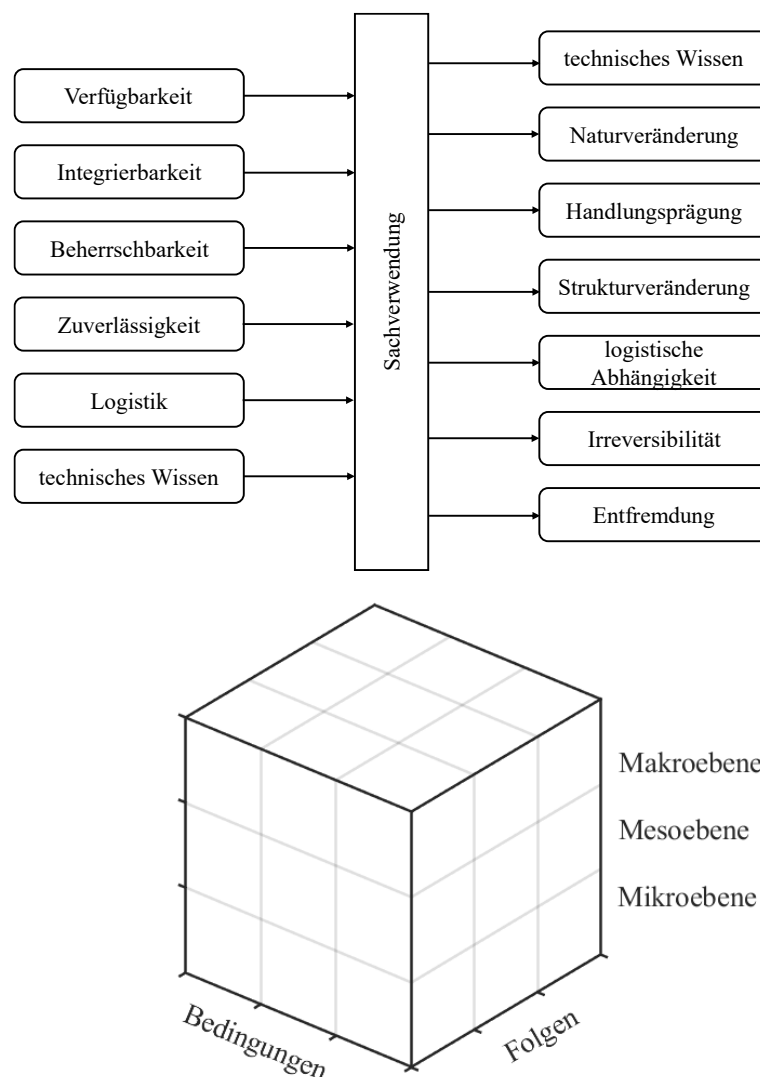 Verfügbarkeit
Integrierbarkeit
Beherrschbarkeit
Zuverlässigkeit
Logistik
technisches Wissen
Sachverwendung
technisches Wissen
Naturveränderung
Handlungsprägung
Strukturveränderung
logistische
Abhängigkeit
Irreversibilität
Entfremdung
Makroebene
Mesoebene
Mikroebene
Bedingungen
Folgen